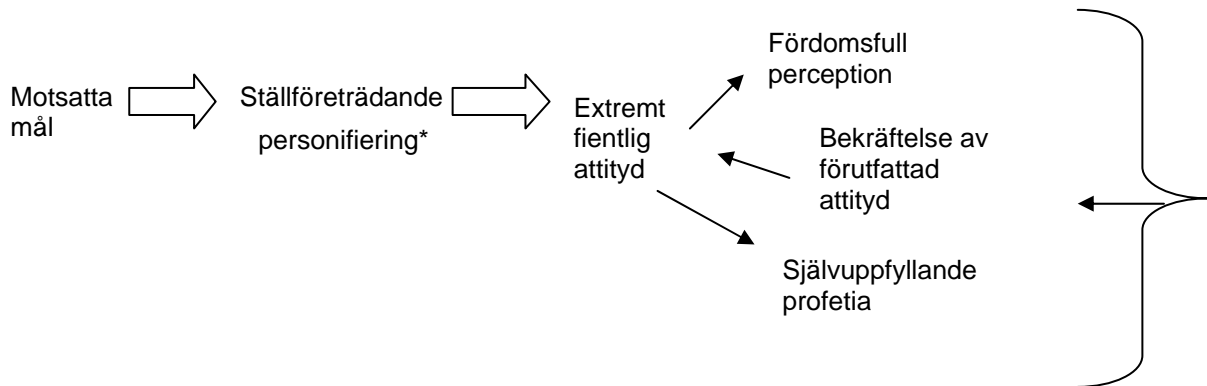 Motsatta
mål
Ställföreträdande
personifiering*
Extremt
fientlig
attityd
Fördomsfull
perception
Bekräftelse av
förutfattad
attityd
Självuppfyllande
profetia